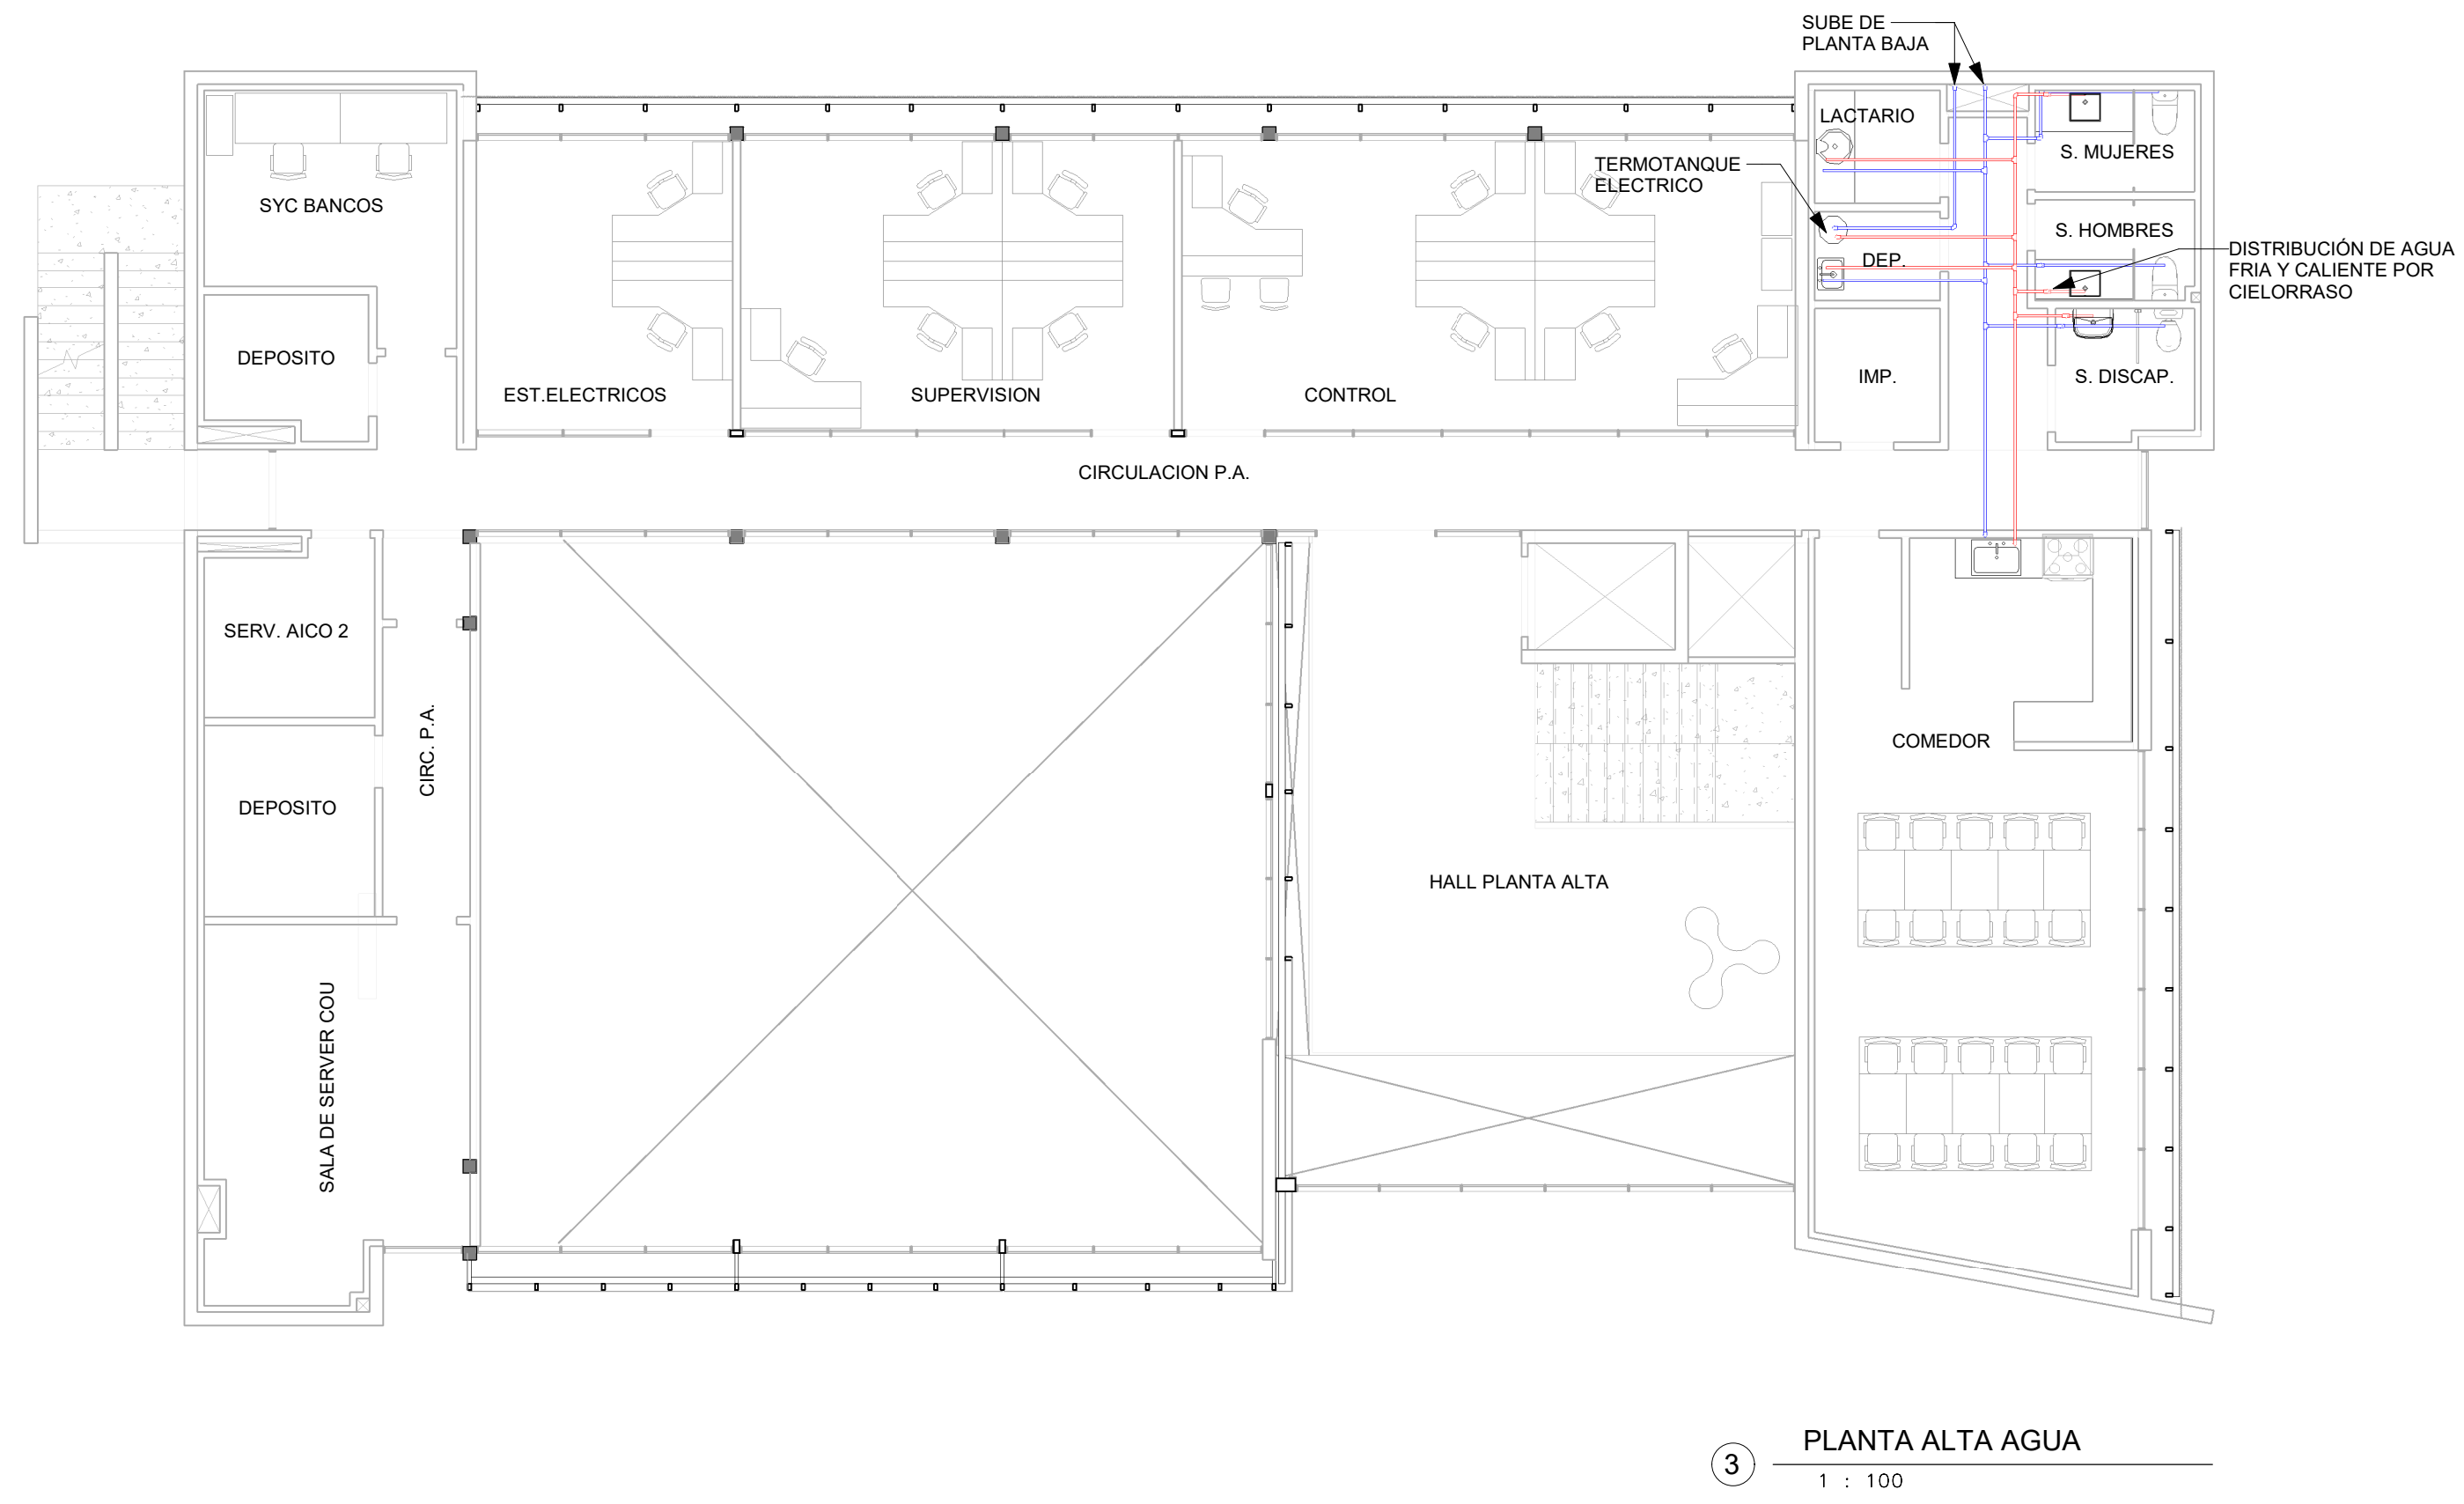 SUBE DE
PLANTA BAJA
LACTARIO
S. MUJERES
TERMOTANQUE
ELECTRICO
SYC BANCOS
S. HOMBRES
DISTRIBUCIÓN DE AGUA
FRIA Y CALIENTE POR
CIELORRASO
DEP.
DEPOSITO
IMP.
S. DISCAP.
EST.ELECTRICOS
SUPERVISION
CONTROL
CIRCULACION P.A.
SERV. AICO 2
CIRC. P.A.
COMEDOR
DEPOSITO
HALL PLANTA ALTA
SALA DE SERVER COU
3
PLANTA ALTA AGUA
1 : 100